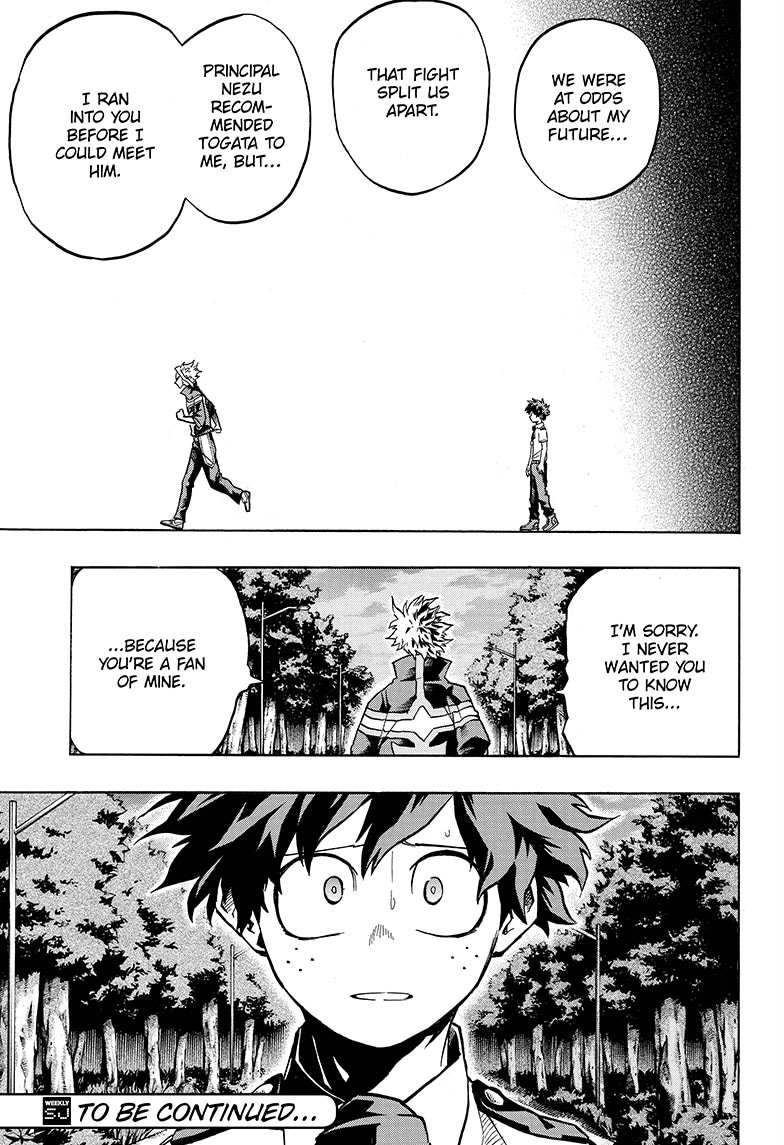 WE WERE
AT ODDS
ABOUT MY
FUTURE...
THAT FIGHT
SPLIT US
APART.
PRINCIPAL
NEZU
RECOM-
MENDED
TOGATA TO
ME, BUT...
I RAN
INTO YOU
BEFORE I
COULD MEET
HIM.
I'M SORRY.
I NEVER
WANTED YOU
TO KNOW
THIS...
...BECAUSE
YOU'RE A FAN
OF MINE.
WEEKLY
SJ
TO BE CONTINUED...